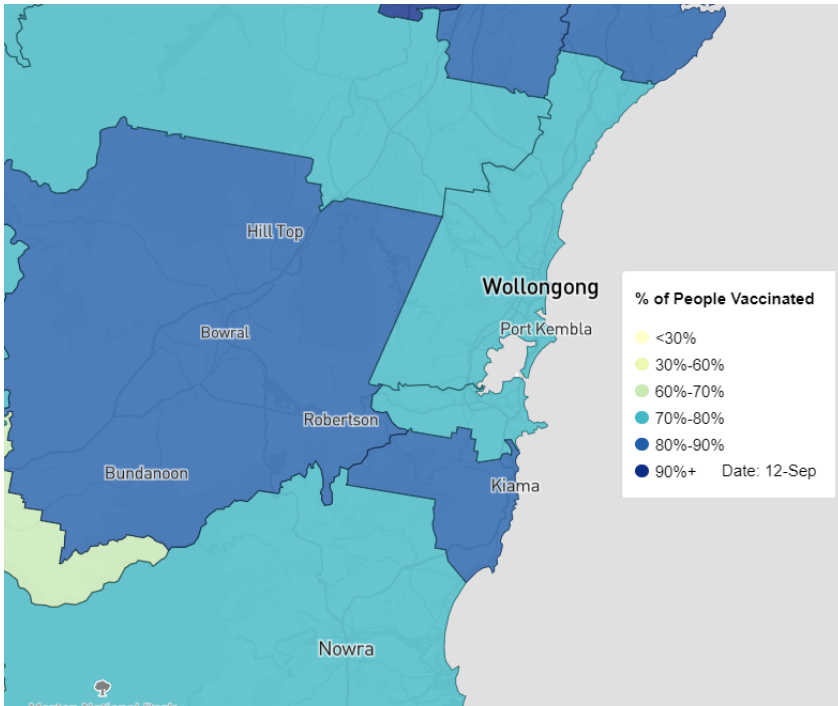 Hill Top
Wollongong
% of People Vaccinated
Port Kembla
Bowral
<30%
30%-60%
60%-70%
70%-80%
Robertson
80%-90%
90%+ Date: 12-Sep
Bundanoon
Kiama
Nowra